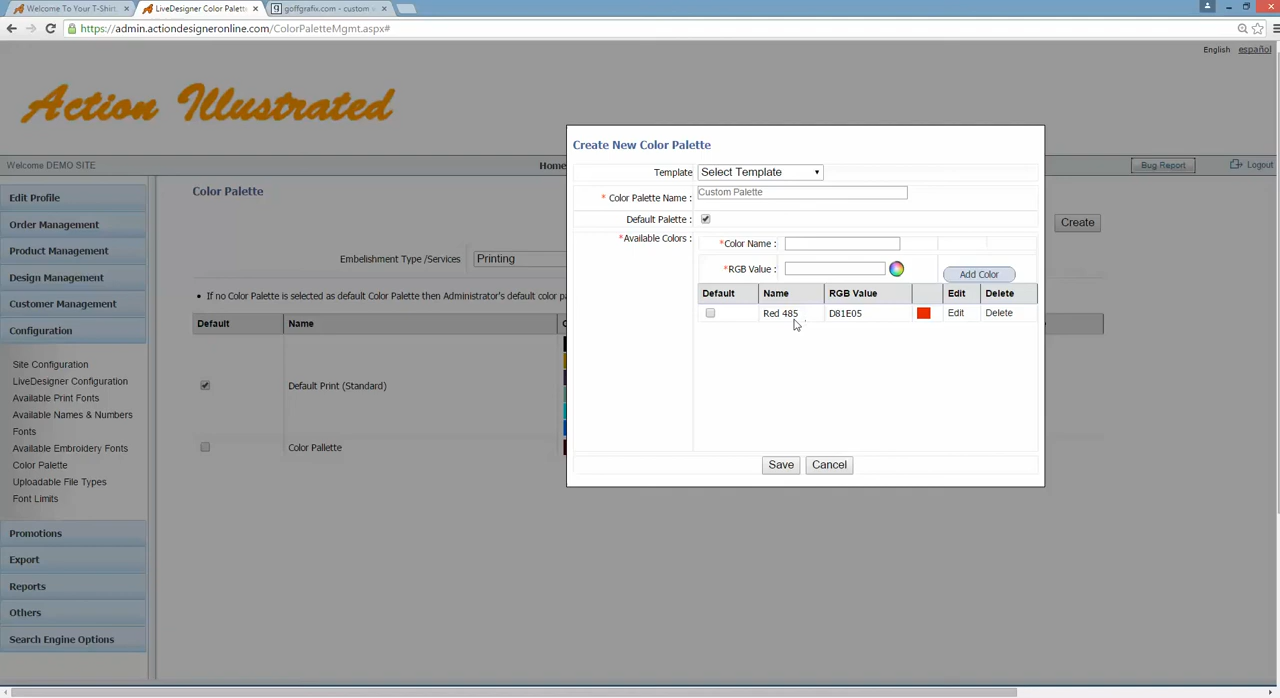 Welcome To Your T-Shirt
LiveDesigner Color Palett
goffgrafix.com - custom
https://admin.actiondesigneronline.com/ColorPaletteMgmt.aspx#
English español
Action Illustrated
Welcome DEMO SITE
Home
Bug Report
Logout
Edit Profile
Order Management
Product Management
Design Management
Customer Management
Configuration
Site Configuration
LiveDesigner Configuration
Available Print Fonts
Available Names & Numbers
Fonts
Available Embroidery Fonts
Color Palette
Uploadable File Types
Font Limits
Promotions
Export
Reports
Others
Search Engine Options
Color Palette
Create
Embelishment Type /Services
Printing
If no Color Palette is selected as default Color Palette then Administrator's default color pa
Default Name
Default Print (Standard)
Color Pallette
Create New Color Palette
Template Select Template
* Color Palette Name : Custom Palette
Default Palette :
*Available Colors :
*Color Name :
*RGB Value :
Add Color
Default Name RGB Value Edit Delete
Red 485 D81E05 Edit Delete
Save Cancel